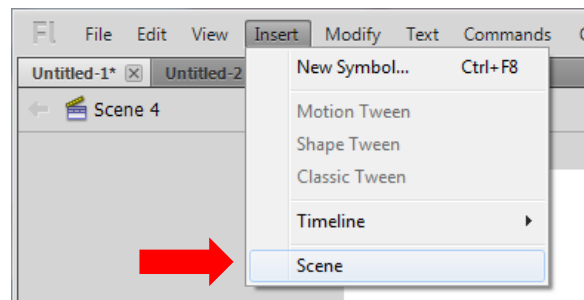 Fl File Edit View Insert Modify Text Commands
Untitled-1* Untitled-2
Scene 4
New Symbol... Ctrl+F8
Motion Tween
Shape Tween
Classic Tween
Timeline
Scene